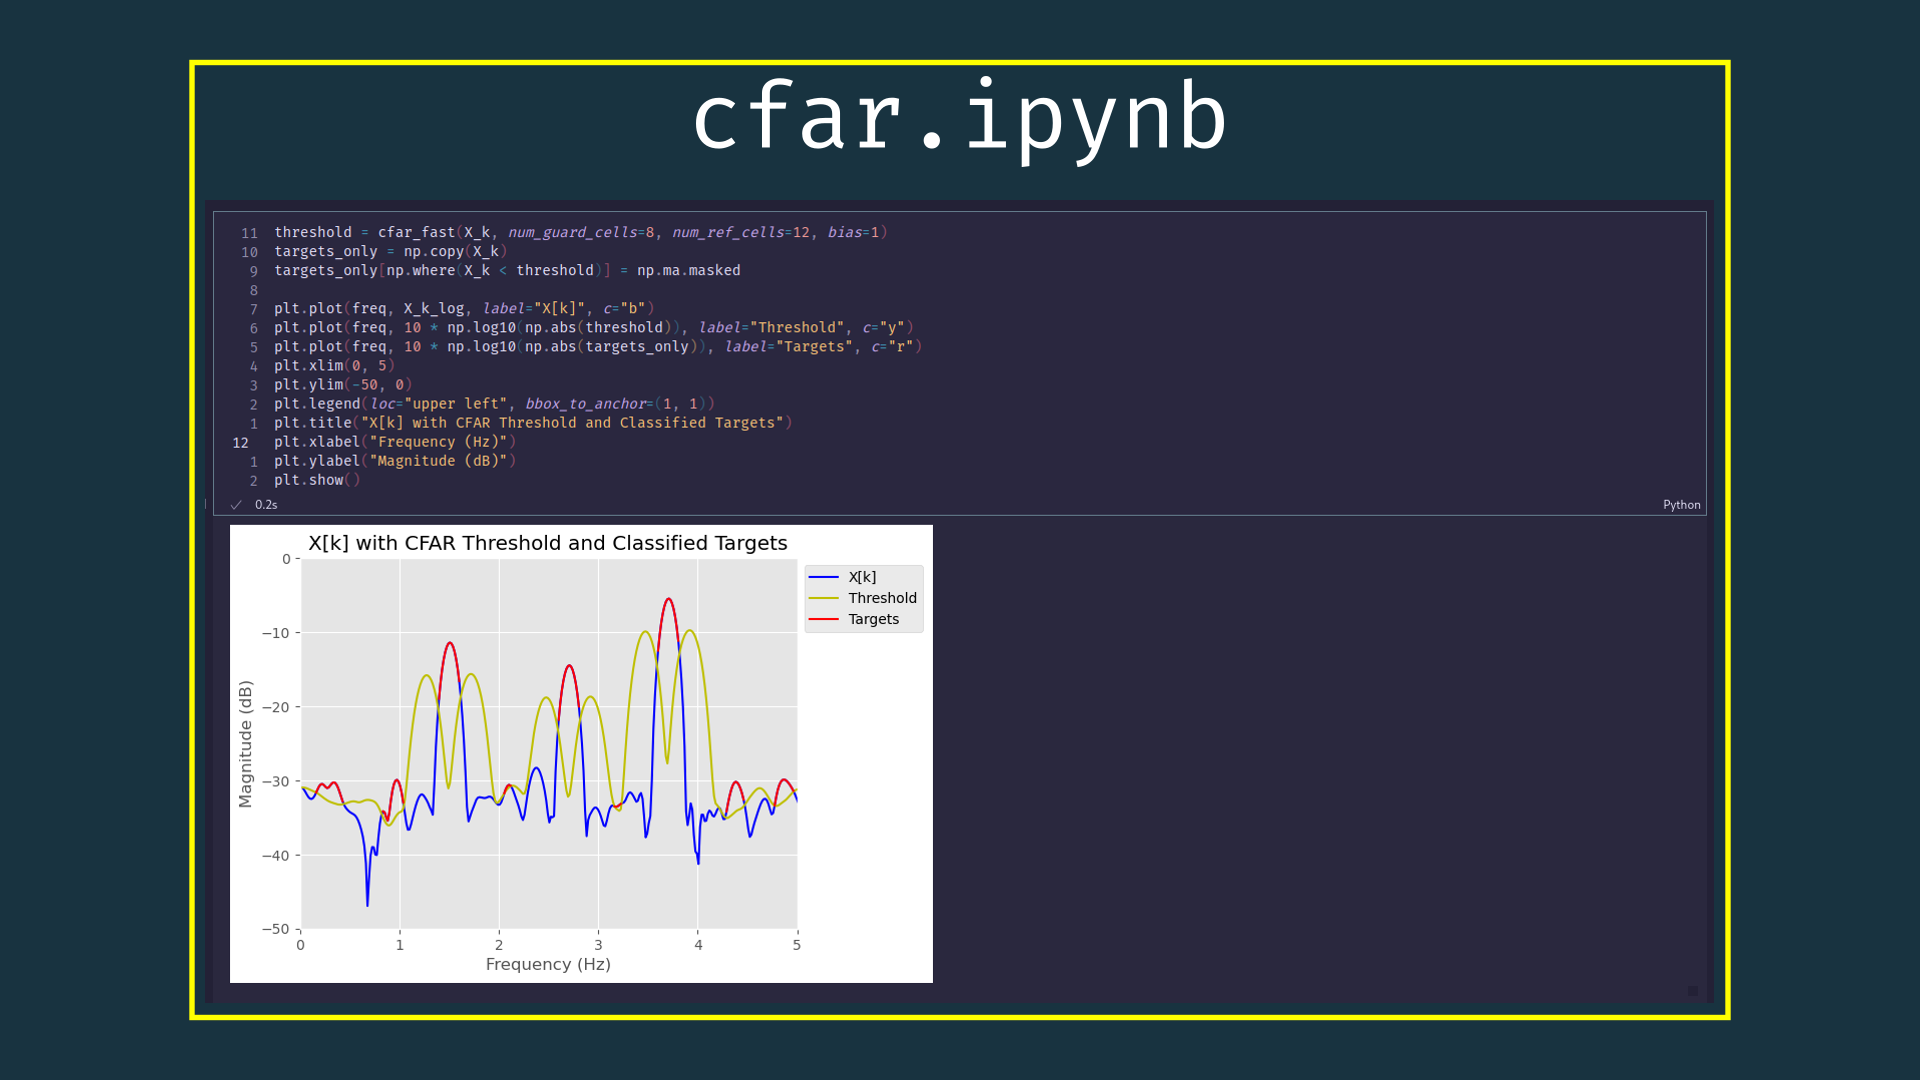 cfar.ipynb
11 threshold = cfar_fast(X_k, num_guard_cells=8, num_ref_cells=12, bias=1)
10 targets_only = np.copy(X_k)
9 targets_only[np.where(X_k < threshold)] = np.ma.masked
8
7 plt.plot(freq, X_k_log, label="X[k]", c="b")
6 plt.plot(freq, 10 * np.log10(np.abs(threshold)), label="Threshold", c="y")
5 plt.plot(freq, 10 * np.log10(np.abs(targets_only)), label="Targets", c="r")
4 plt.xlim(0, 5)
3 plt.ylim(-50, 0)
2 plt.legend(loc="upper left", bbox_to_anchor=(1, 1))
1 plt.title("X[k] with CFAR Threshold and Classified Targets")
12 plt.xlabel("Frequency (Hz)")
1 plt.ylabel("Magnitude (dB)")
2 plt.show()
0.2s
Python
X[k] with CFAR Threshold and Classified Targets
X[k]
Threshold
Targets
0
−10
−20
−30
−40
−50
Magnitude (dB)
0 1 2 3 4 5
Frequency (Hz)